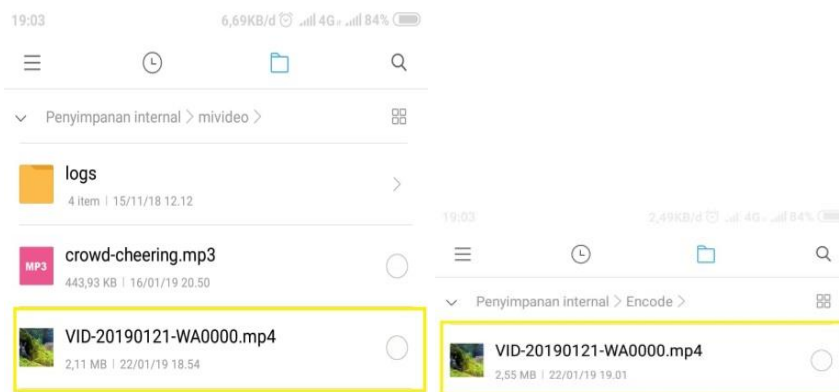 19:03 6,69KB/d 4G 84%
Penyimpanan internal > mivideo >
logs
4 item | 15/11/18 12.12
MP3
crowd-cheering.mp3
443,93 KB | 16/01/19 20.50
VID-20190121-WA0000.mp4
2,11 MB | 22/01/19 18.54
19:03 2,49KB/d 4G 84%
Penyimpanan internal > Encode >
VID-20190121-WA0000.mp4
2,55 MB | 22/01/19 19.01